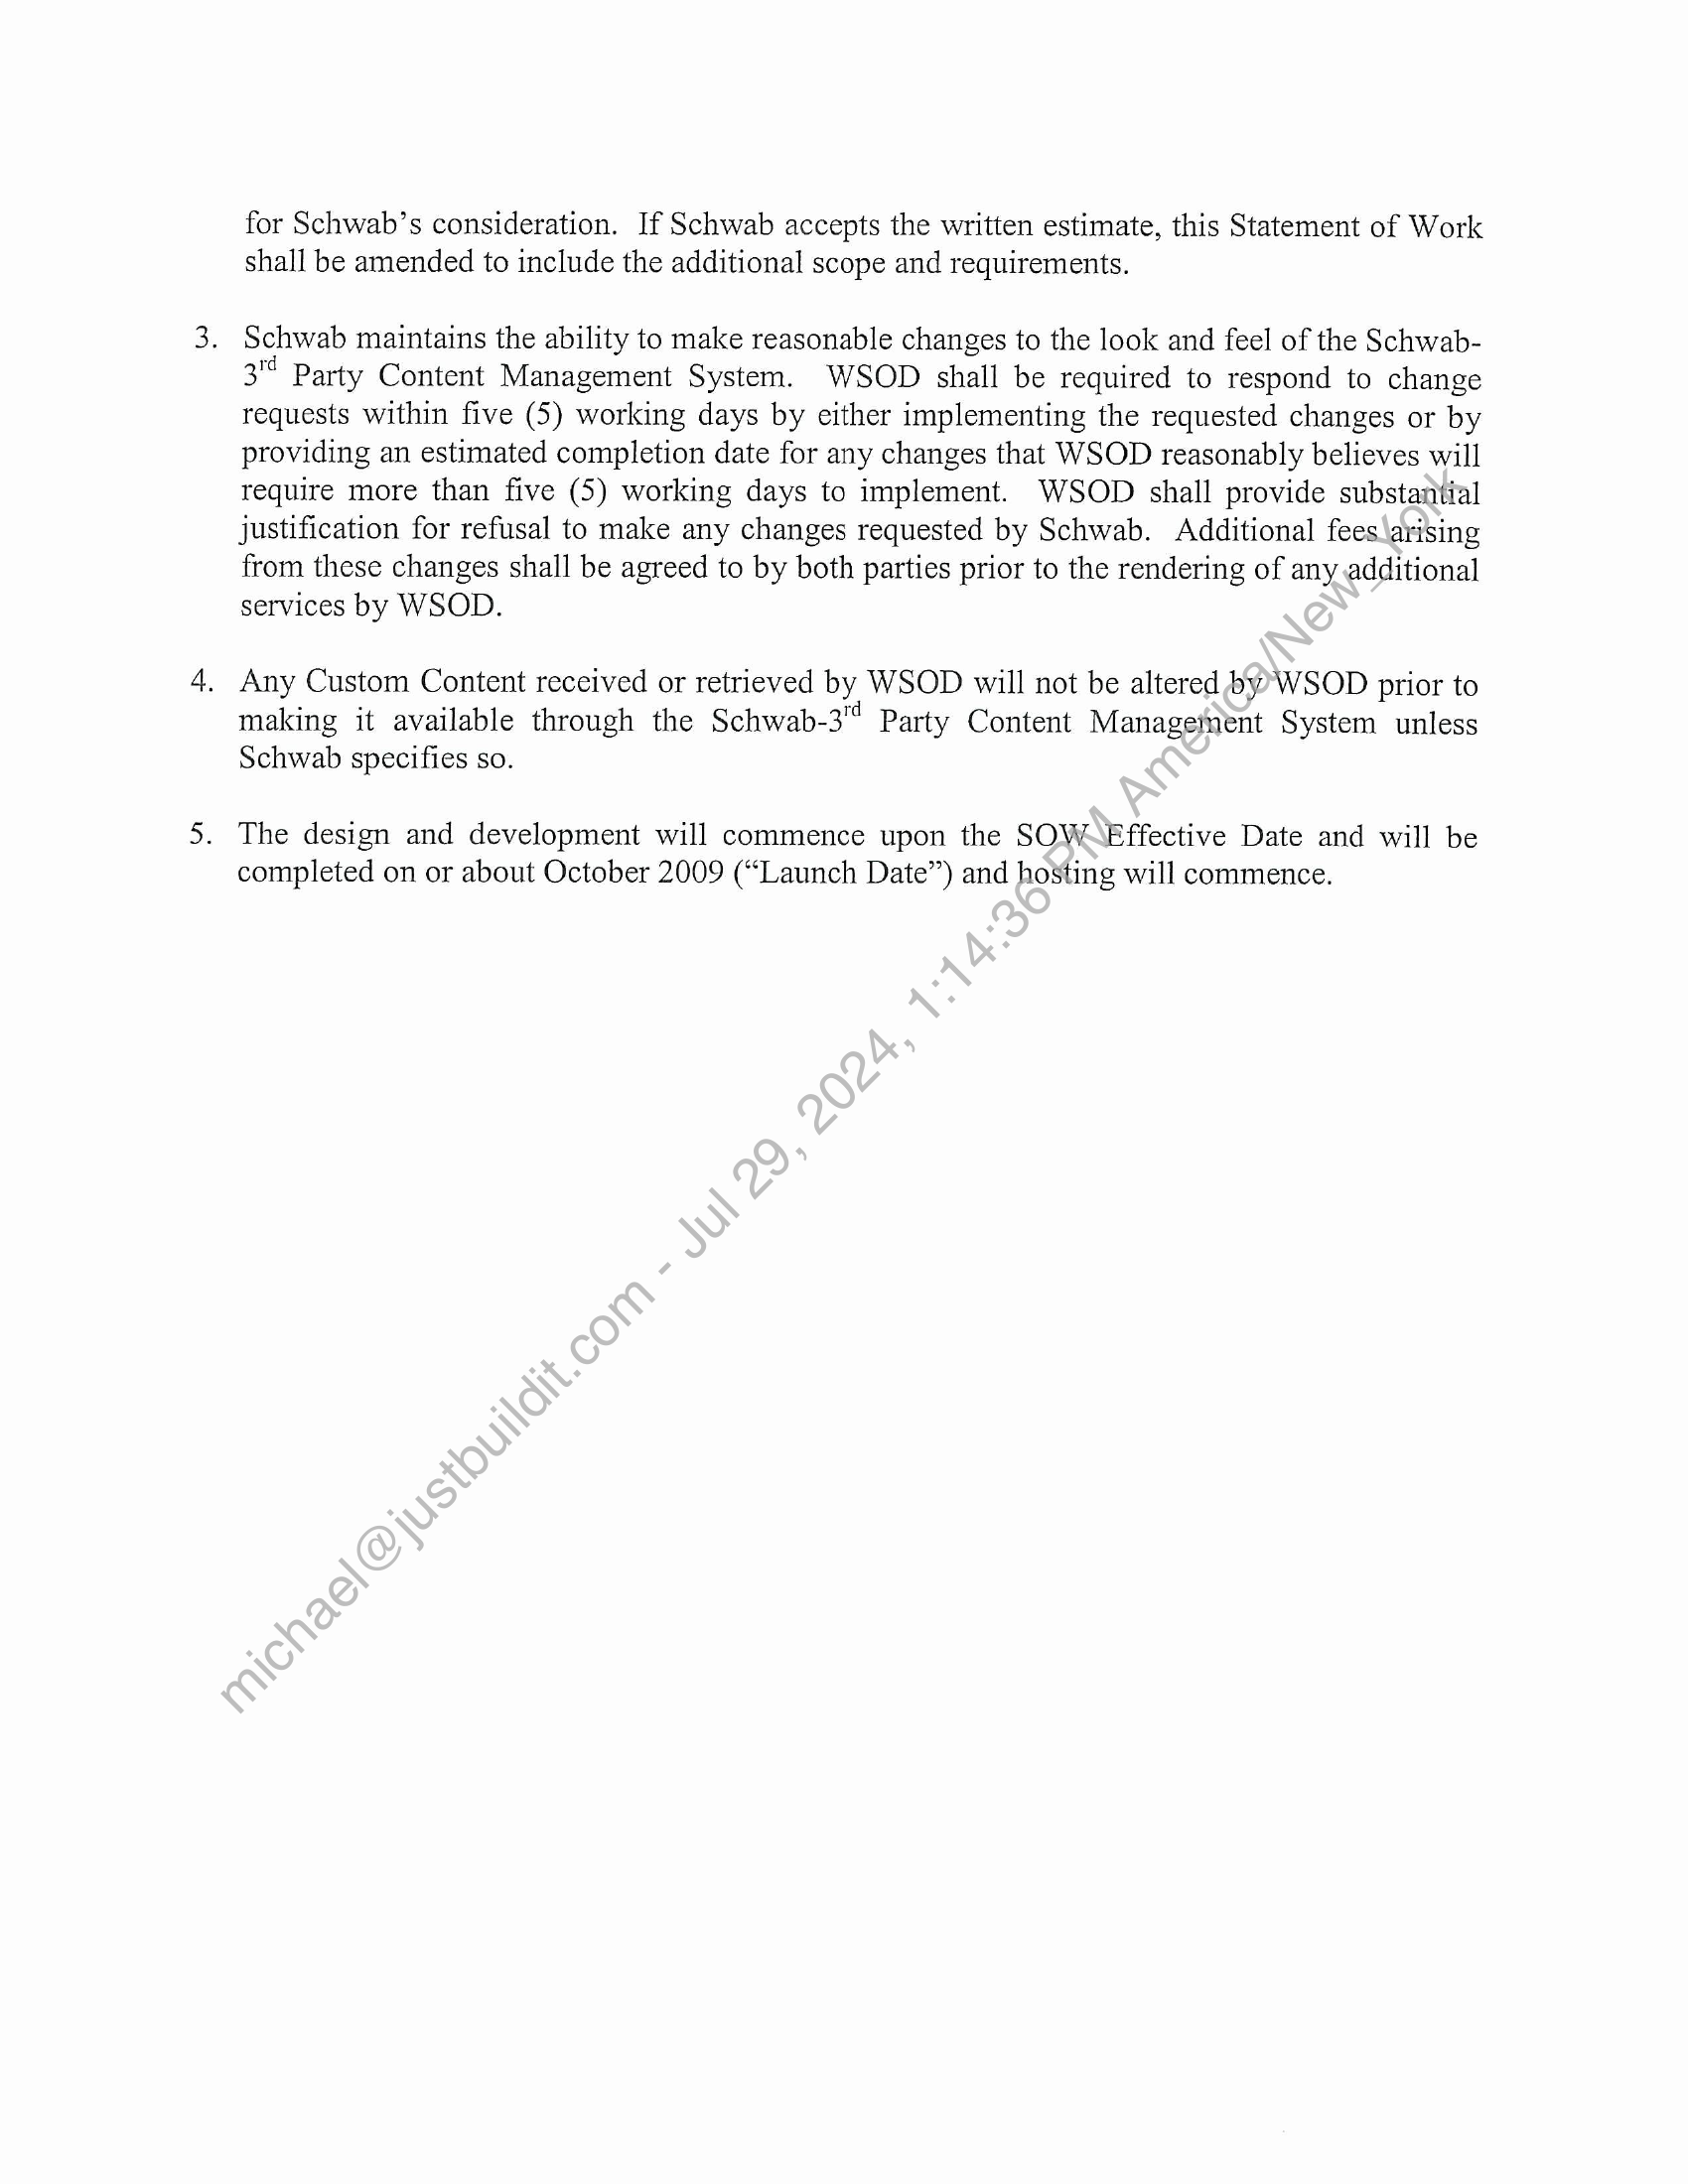 for Schwab’s consideration. If Schwab accepts the written estimate, this Statement of Work
shall be amended to include the additional scope and requirements.
3. Schwab maintains the ability to make reasonable changes to the look and feel of the Schwab-
3rd Party Content Management System. WSOD shall be required to respond to change
requests within five (5) working days by either implementing the requested changes or by
providing an estimated completion date for any changes that WSOD reasonably believes will
require more than five (5) working days to implement. WSOD shall provide substantial
justification for refusal to make any changes requested by Schwab. Additional fees arising
from these changes shall be agreed to by both parties prior to the rendering of any additional
services by WSOD.
4. Any Custom Content received or retrieved by WSOD will not be altered by WSOD prior to
making it available through the Schwab-3rd Party Content Management System unless
Schwab specifies so.
5. The design and development will commence upon the SOW Effective Date and will be
completed on or about October 2009 (“Launch Date”) and hosting will commence.
michael@justbuildit.com - Jul 29, 2024, 1:14:36 PM America/New_York